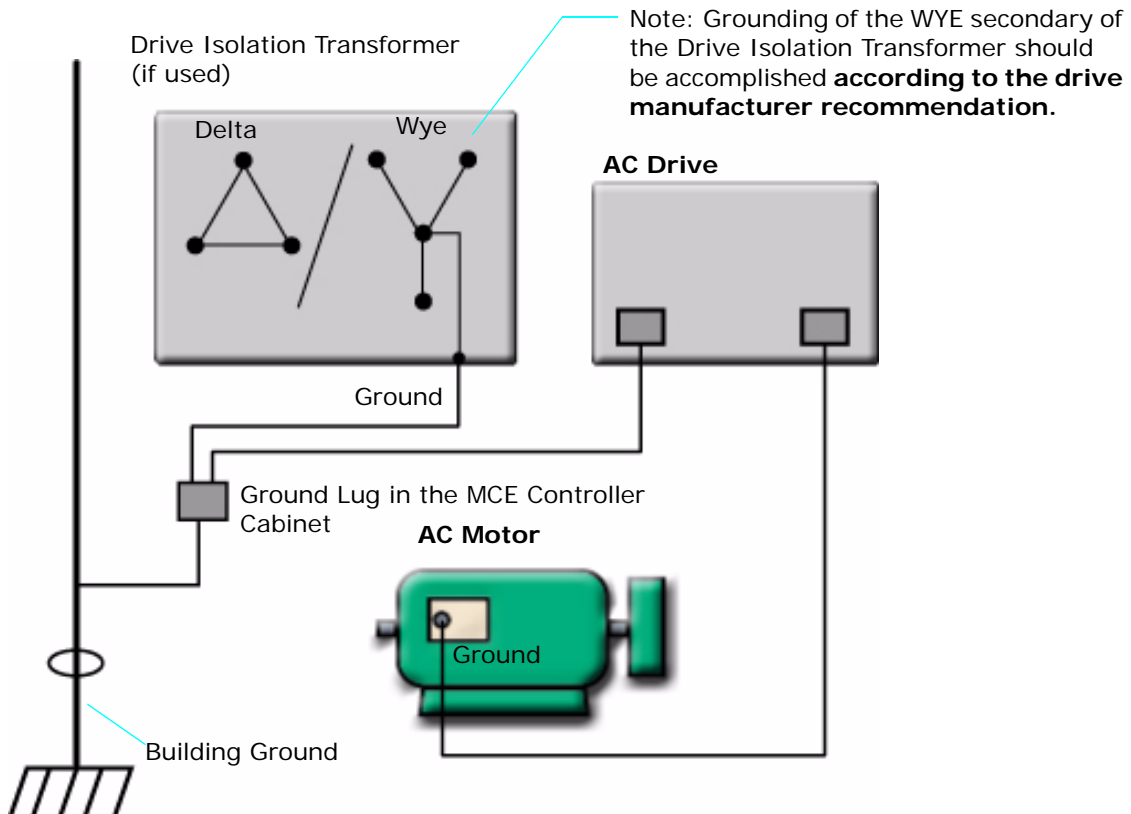 Note: Grounding of the WYE secondary of
the Drive Isolation Transformer should
be accomplished according to the drive
manufacturer recommendation.
Drive Isolation Transformer
(if used)
Delta
Wye
AC Drive
Ground
Ground Lug in the MCE Controller
Cabinet
AC Motor
Ground
Building Ground